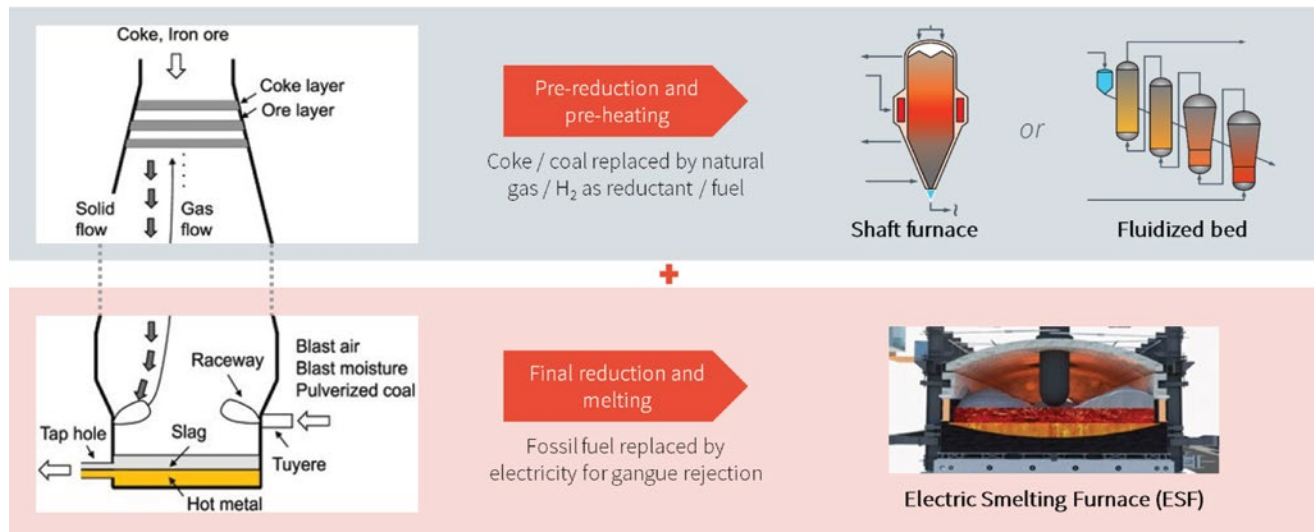 Coke, Iron ore
Coke layer
Ore layer
Solid
flow
Gas
flow
Pre-reduction and
pre-heating
Coke / coal replaced by natural
gas / H₂ as reductant / fuel
or
Shaft furnace
Fluidized bed
+
Raceway
Blast air
Blast moisture
Pulverized coal
Tap hole
Slag
Tuyere
Hot metal
Final reduction and
melting
Fossil fuel replaced by
electricity for gangue rejection
Electric Smelting Furnace (ESF)